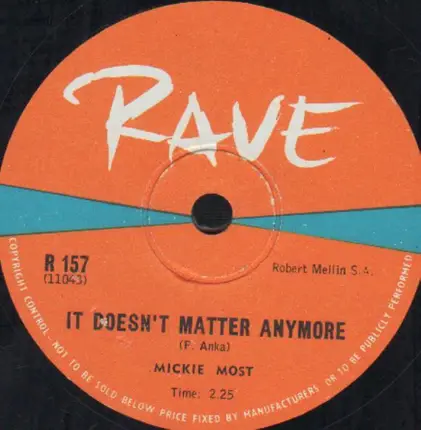 RAVE
R 157
(11043)
Robert Mellin S.A.
IT DOESN'T MATTER ANYMORE
(P. Anka)
MICKIE MOST
Time: 2.25
COPYRIGHT CONTROL - NOT TO BE SOLD BELOW PRICE FIXED BY MANUFACTURERS OR TO BE PUBLICLY PERFORMED